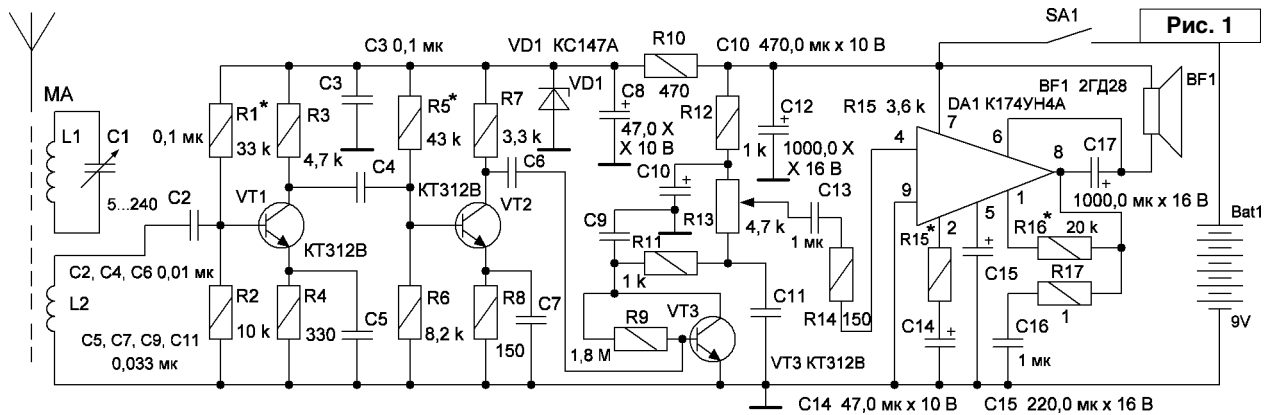 SA1
Рис. 1
C3 0,1 мк
VD1 КС147А
R10
C10 470,0 мк x 10 В
MA
L1
C1
5...240
0,1 мк
R1*
33 k
R3
4,7 k
C3
R5*
43 k
R7
3,3 k
VD1
C8
47,0 X
X 10 В
470
R12
1 k
C12
1000,0 X
X 16 В
R15 3,6 k
BF1 2ГД28
BF1
DA1 К174УН4А
7
4
6
8
C17
9
1
5
2
1000,0 мк x 16 В
C2
VT1
КТ312В
C4
КТ312В
VT2
C6
C10
R13
4,7 k
C13
1 мк
C9
R11
1 k
R15*
R16*
20 k
Bat1
C2, C4, C6 0,01 мк
L2
C15
R17
1
R2
10 k
R4
330
C5
R6
8,2 k
R8
150
C7
R9
1,8 M
VT3
C11
R14 150
C14
C16
1 мк
9V
C5, C7, C9, C11
0,033 мк
VT3 КТ312В
C14 47,0 мк x 10 В
C15 220,0 мк x 16 В